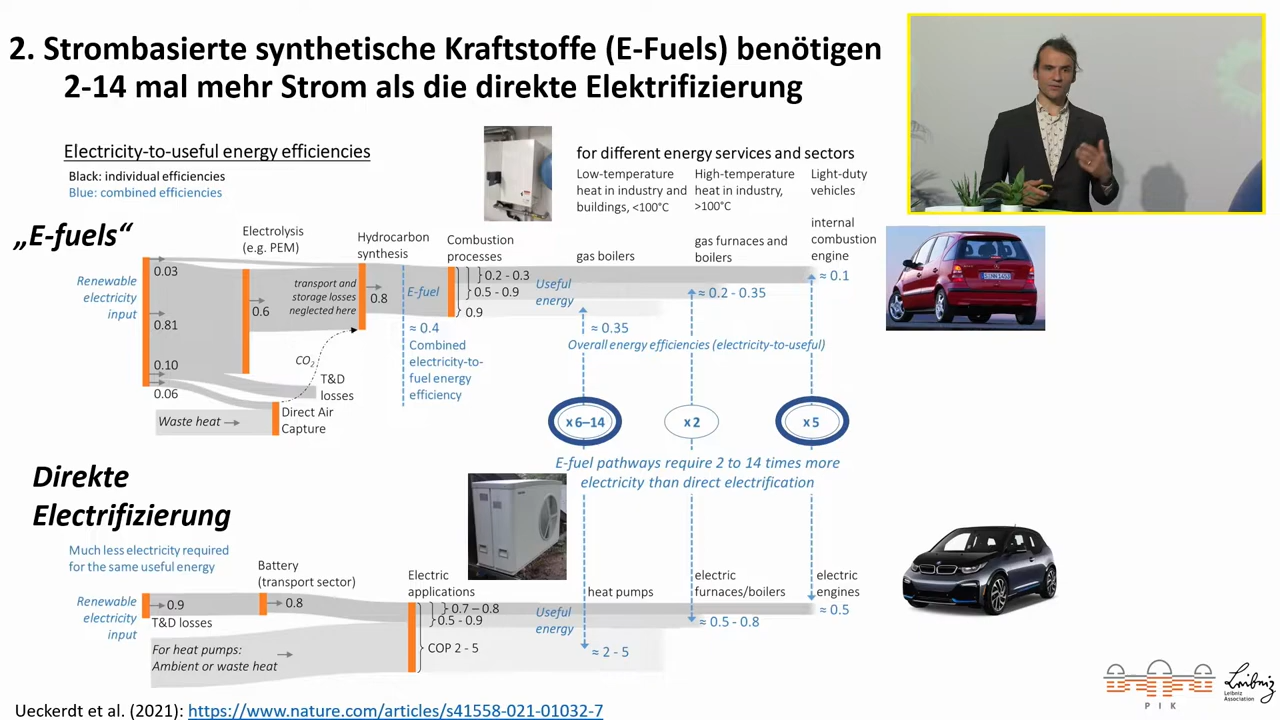 2. Strombasierte synthetische Kraftstoffe (E-Fuels) benötigen
2-14 mal mehr Strom als die direkte Elektrifizierung
Electricity-to-useful energy efficiencies
Black: individual efficiencies
Blue: combined efficiencies
for different energy services and sectors
Low-temperature
heat in industry and
buildings, <100°C
High-temperature
heat in industry,
>100°C
Light-duty
vehicles
„E-fuels“
Electrolysis
(e.g. PEM)
Hydrocarbon
synthesis
Combustion
processes
gas boilers
gas furnaces and
boilers
internal
combustion
engine
Renewable
electricity
input
0.03
0.81
0.10
0.06
0.6
transport and
storage losses
neglected here
0.8
E-fuel
0.2 - 0.3
0.5 - 0.9
0.9
Useful
energy
≈ 0.35
≈ 0.2 - 0.35
≈ 0.1
≈ 0.4
Combined
electricity-to-
fuel energy
efficiency
Overall energy efficiencies (electricity-to-useful)
CO2
T&D
losses
Waste heat
Direct Air
Capture
x 6–14
x 2
x 5
E-fuel pathways require 2 to 14 times more
electricity than direct electrification
Direkte
Electrifizierung
Much less electricity required
for the same useful energy
Battery
(transport sector)
Electric
applications
heat pumps
electric
furnaces/boilers
electric
engines
Renewable
electricity
input
0.9
T&D losses
0.8
0.7 – 0.8
0.5 - 0.9
COP 2 - 5
Useful
energy
≈ 2 - 5
≈ 0.5 - 0.8
≈ 0.5
For heat pumps:
Ambient or waste heat
Ueckerdt et al. (2021): https://www.nature.com/articles/s41558-021-01032-7
P I K
Leibniz
Leibniz
Association